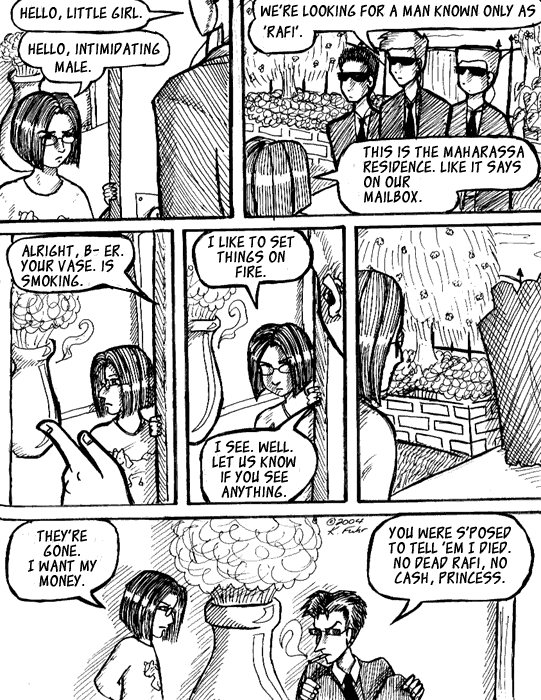 HELLO, LITTLE GIRL.
HELLO, INTIMIDATING
MALE.
WE'RE LOOKING FOR A MAN KNOWN ONLY AS
'RAFI'.
THIS IS THE MAHARASSA
RESIDENCE. LIKE IT SAYS
ON OUR
MAILBOX.
ALRIGHT, B- ER.
YOUR VASE. IS
SMOKING.
I LIKE TO SET
THINGS ON
FIRE.
I SEE. WELL.
LET US KNOW
IF YOU SEE
ANYTHING.
THEY'RE
GONE.
I WANT MY
MONEY.
©2004
K. Fuhr
YOU WERE S'POSED
TO TELL 'EM I DIED.
NO DEAD RAFI, NO
CASH, PRINCESS.